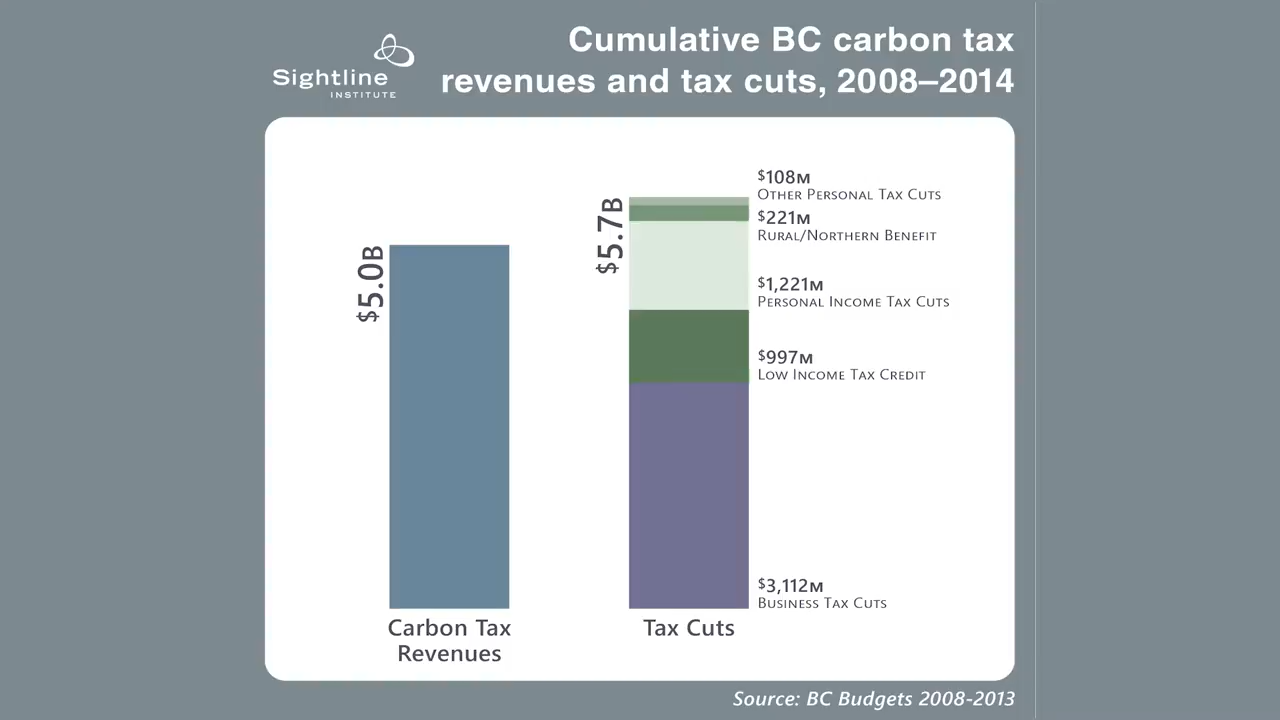 Sightline
INSTITUTE
Cumulative BC carbon tax
revenues and tax cuts, 2008–2014
$5.0B
$5.7B
$108M
OTHER PERSONAL TAX CUTS
$221M
RURAL/NORTHERN BENEFIT
$1,221M
PERSONAL INCOME TAX CUTS
$997M
LOW INCOME TAX CREDIT
$3,112M
BUSINESS TAX CUTS
Carbon Tax
Revenues
Tax Cuts
Source: BC Budgets 2008-2013